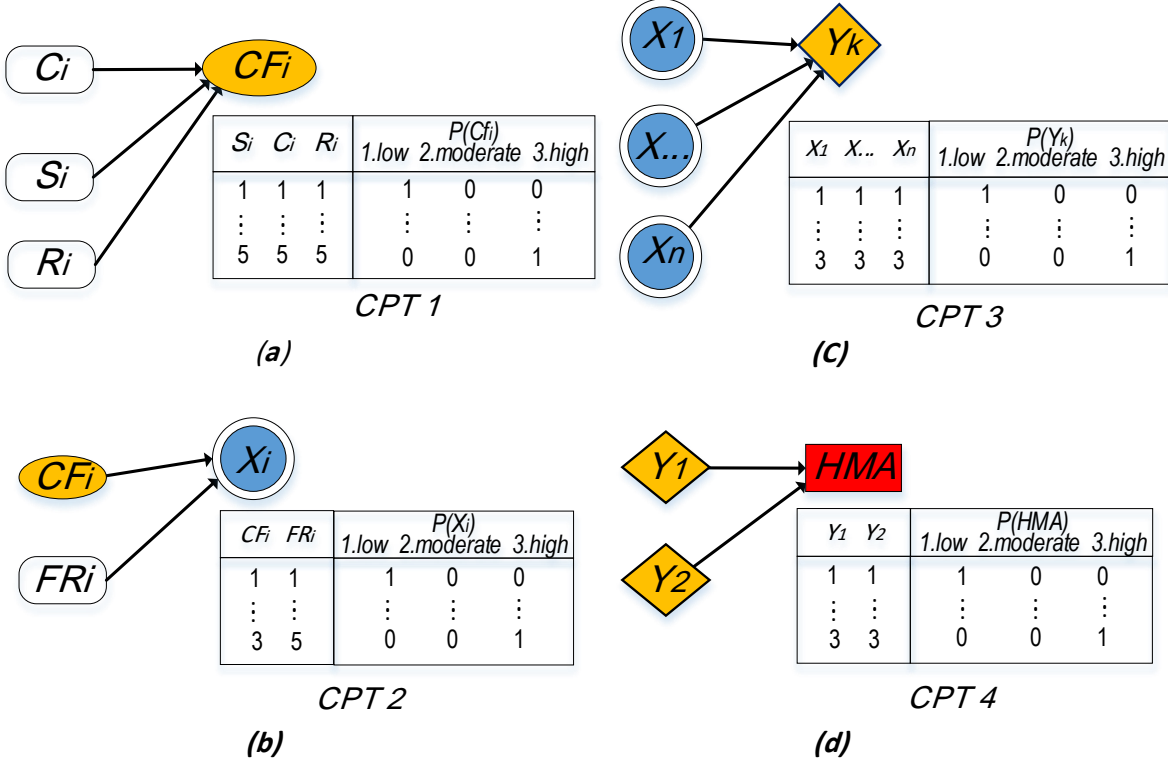 Ci
CFi
Si
Ri
Si Ci Ri P(Cfi)
1.low 2.moderate 3.high
1 1 1 1 0 0
⋮ ⋮ ⋮ ⋮ ⋮ ⋮
5 5 5 0 0 1
CPT 1
(a)
X1
Yk
X...
Xn
X1 X... Xn P(Yk)
1.low 2.moderate 3.high
1 1 1 1 0 0
⋮ ⋮ ⋮ ⋮ ⋮ ⋮
3 3 3 0 0 1
CPT 3
(C)
CFi
Xi
FRi
CFi FRi P(Xi)
1.low 2.moderate 3.high
1 1 1 0 0
⋮ ⋮ ⋮ ⋮ ⋮
3 5 0 0 1
CPT 2
(b)
Y1
HMA
Y2
Y1 Y2 P(HMA)
1.low 2.moderate 3.high
1 1 1 0 0
⋮ ⋮ ⋮ ⋮ ⋮
3 3 0 0 1
CPT 4
(d)